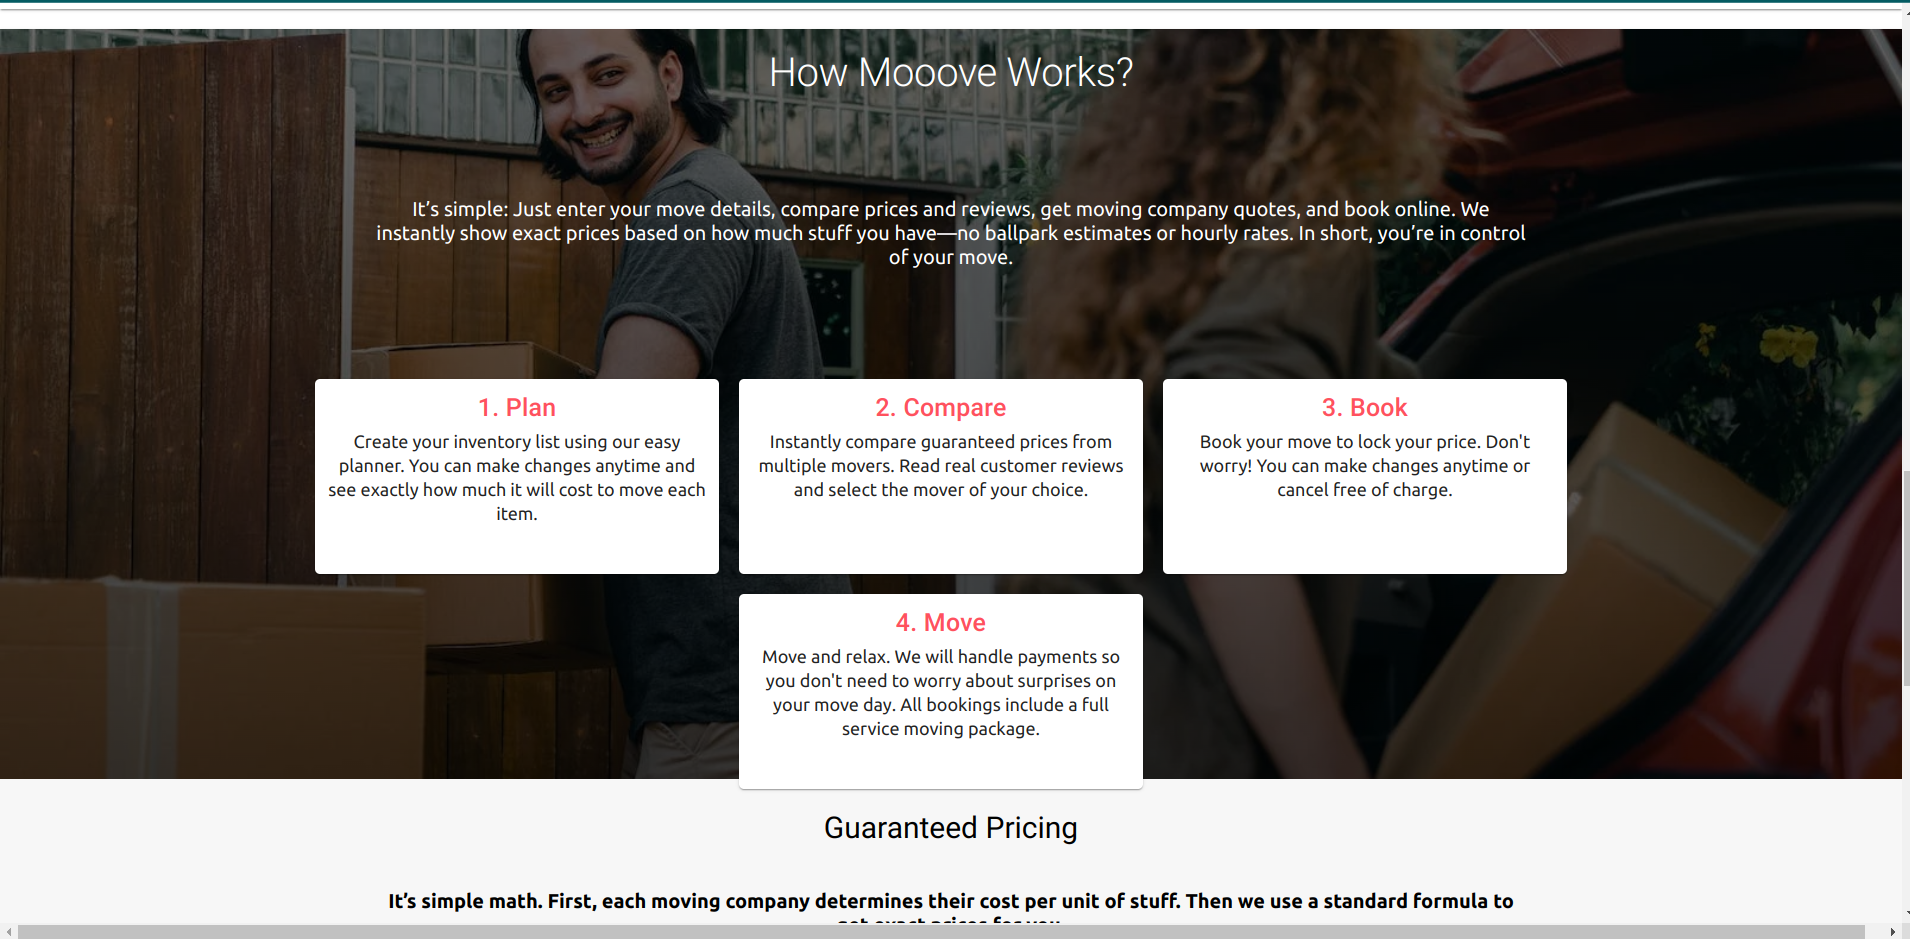 How Mooove Works?
It’s simple: Just enter your move details, compare prices and reviews, get moving company quotes, and book online. We
instantly show exact prices based on how much stuff you have—no ballpark estimates or hourly rates. In short, you’re in control
of your move.
1. Plan
Create your inventory list using our easy
planner. You can make changes anytime and
see exactly how much it will cost to move each
item.
2. Compare
Instantly compare guaranteed prices from
multiple movers. Read real customer reviews
and select the mover of your choice.
3. Book
Book your move to lock your price. Don't
worry! You can make changes anytime or
cancel free of charge.
4. Move
Move and relax. We will handle payments so
you don't need to worry about surprises on
your move day. All bookings include a full
service moving package.
Guaranteed Pricing
It’s simple math. First, each moving company determines their cost per unit of stuff. Then we use a standard formula to
get exact prices for you